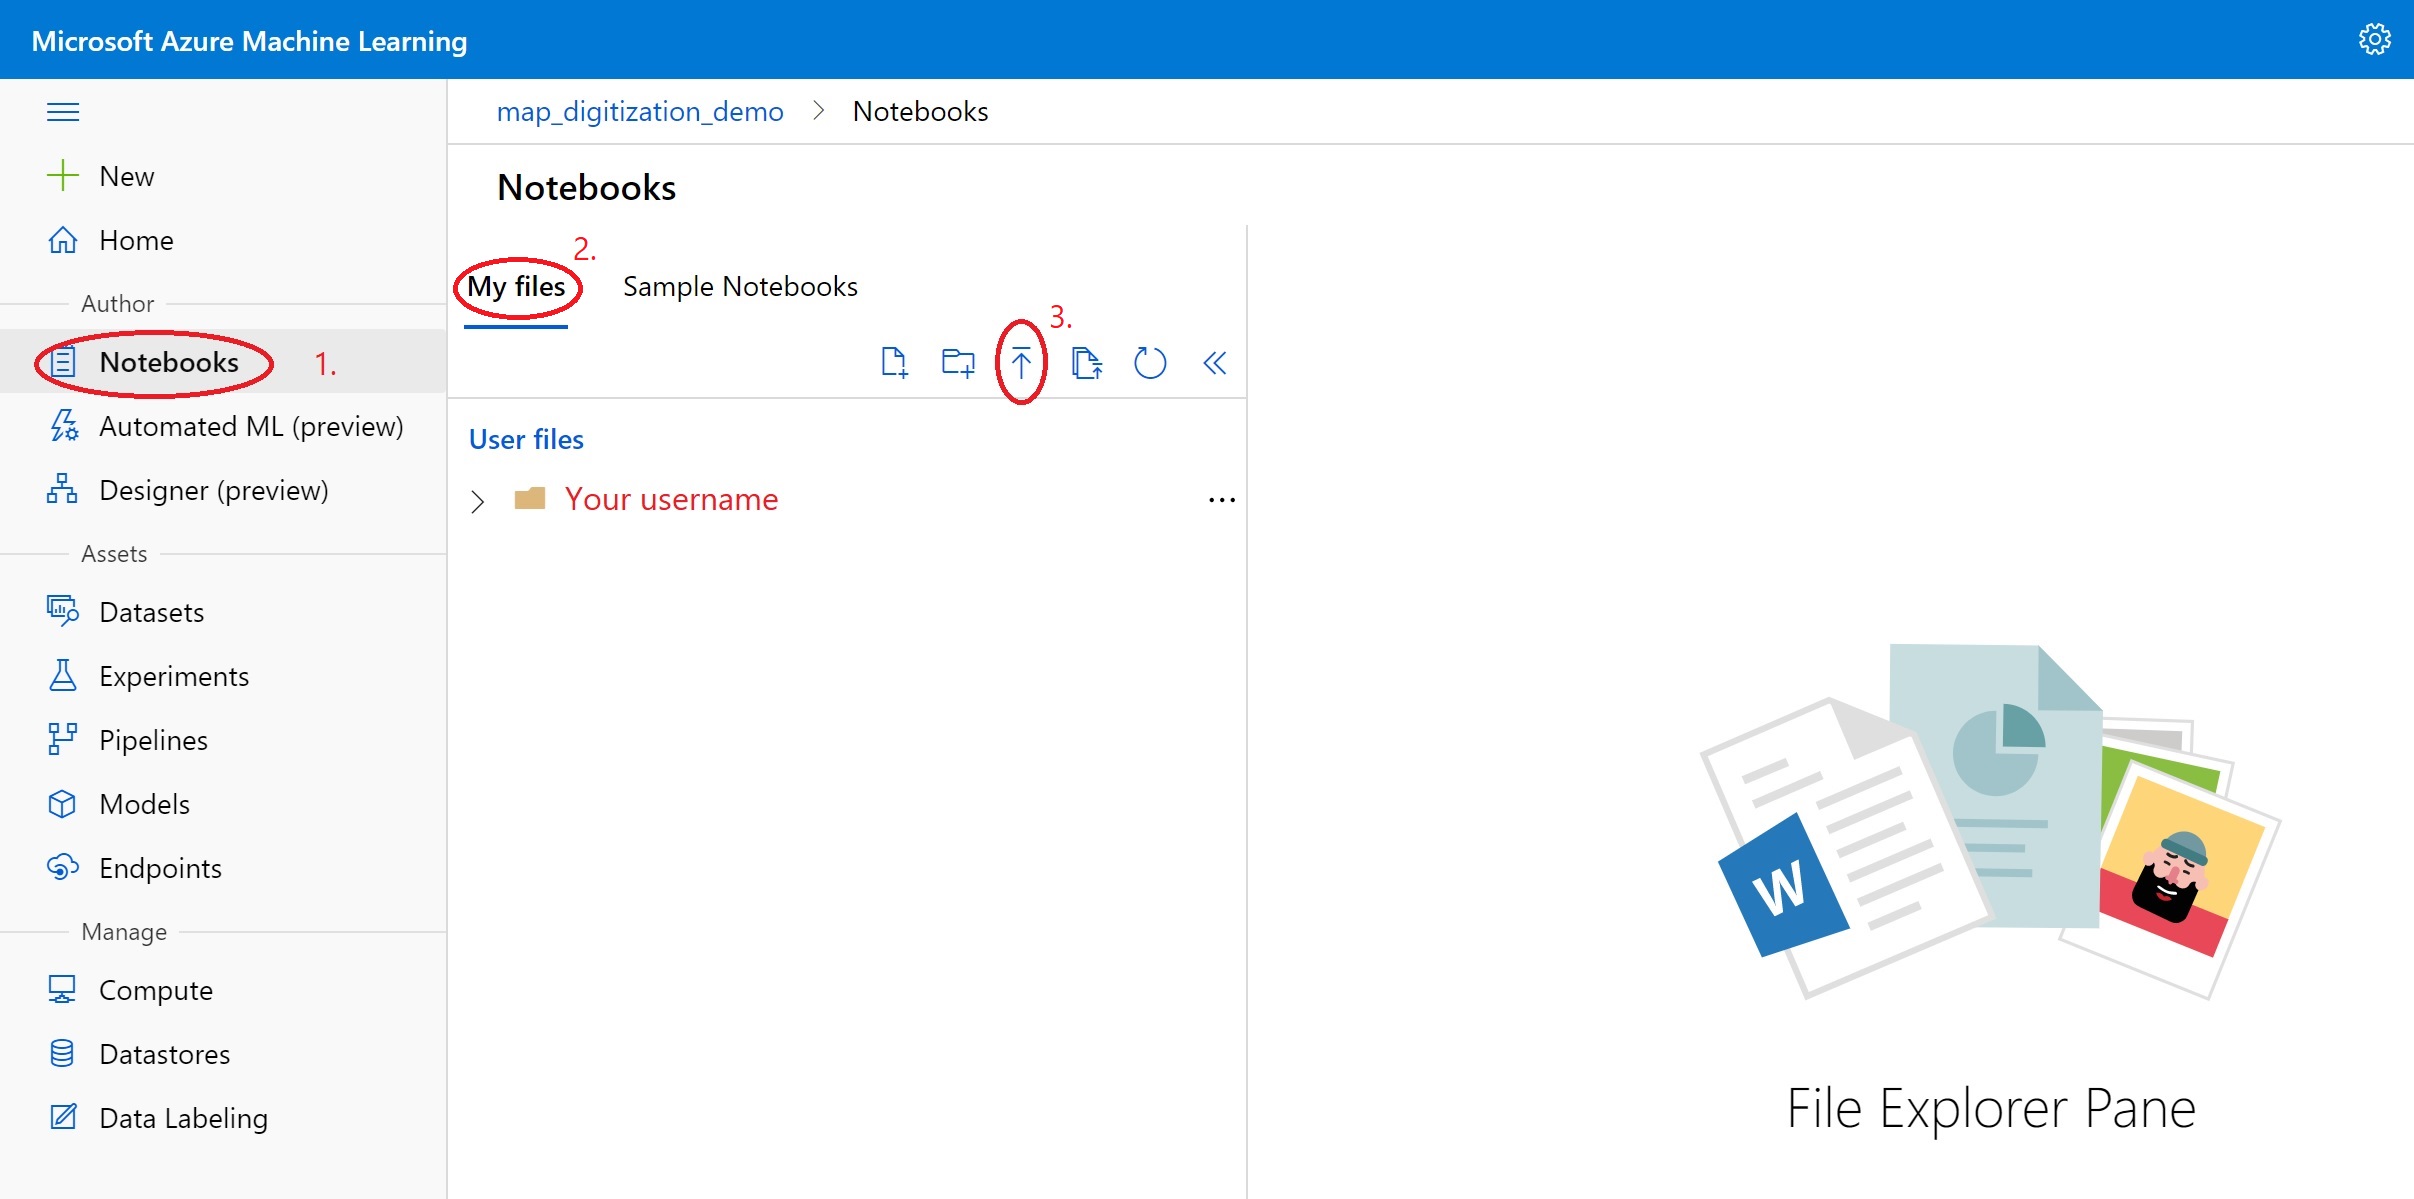 Microsoft Azure Machine Learning
map_digitization_demo > Notebooks
New
Home
Author
Notebooks 1.
Automated ML (preview)
Designer (preview)
Assets
Datasets
Experiments
Pipelines
Models
Endpoints
Manage
Compute
Datastores
Data Labeling
Notebooks
2.
My files Sample Notebooks
3.
User files
Your username ...
W
File Explorer Pane